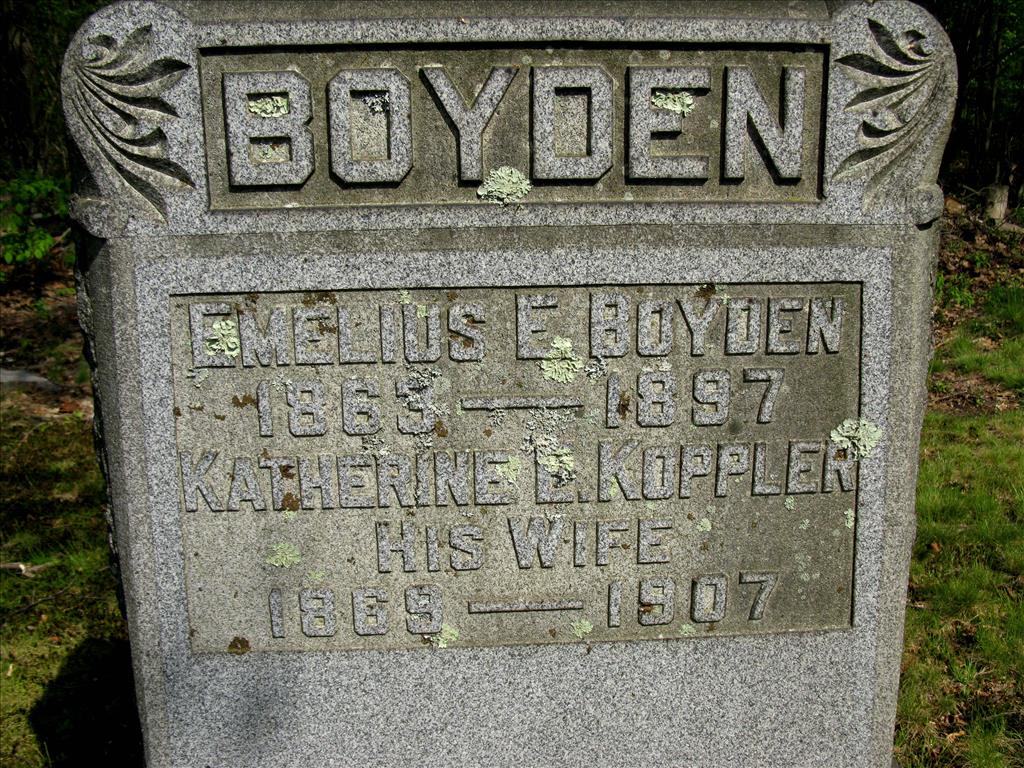 BOYDEN
EMELIUS E. BOYDEN
1863 — 1897
KATHERINE E. KOPPLER
HIS WIFE
1869 — 1907